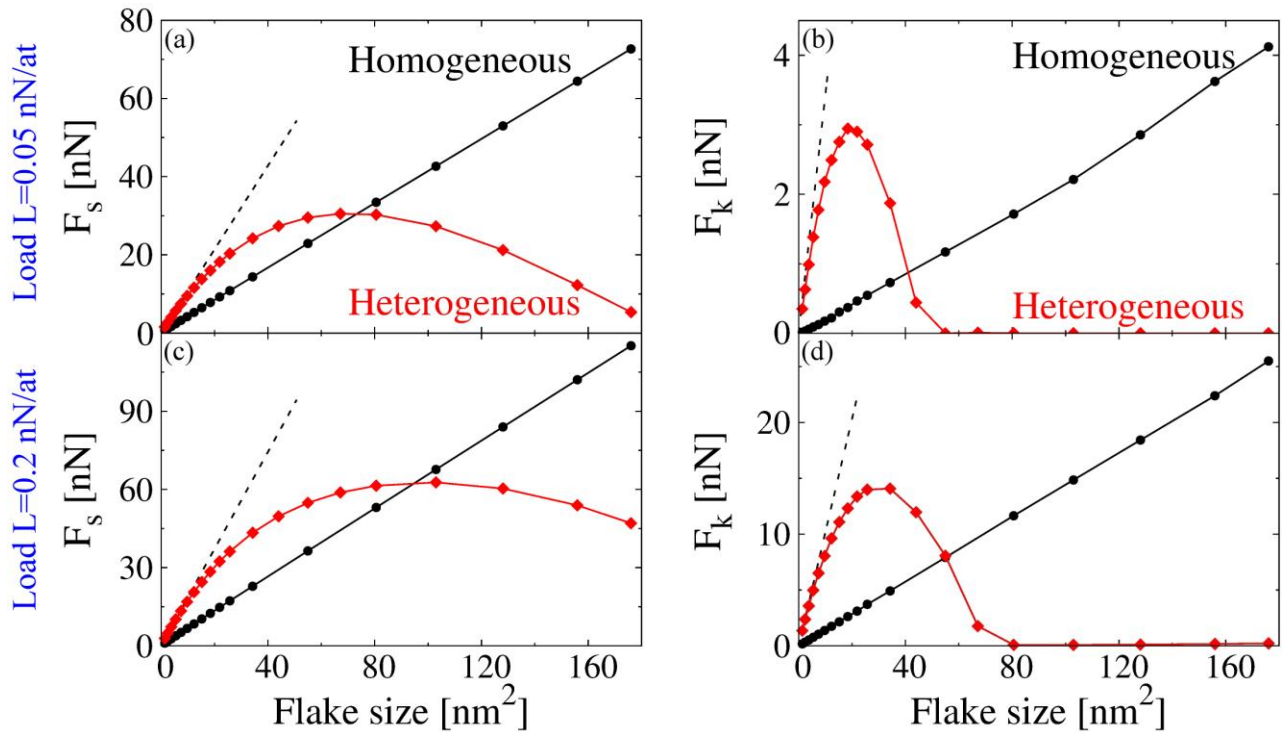 (a)
Homogeneous
Heterogeneous
Load L=0.05 nN/at
F_s [nN]
80
60
40
20
0
(b)
Homogeneous
Heterogeneous
F_k [nN]
4
2
0
(c)
Load L=0.2 nN/at
F_s [nN]
90
60
30
0
0 40 80 120 160
Flake size [nm^2]
(d)
F_k [nN]
20
10
0
0 40 80 120 160
Flake size [nm^2]